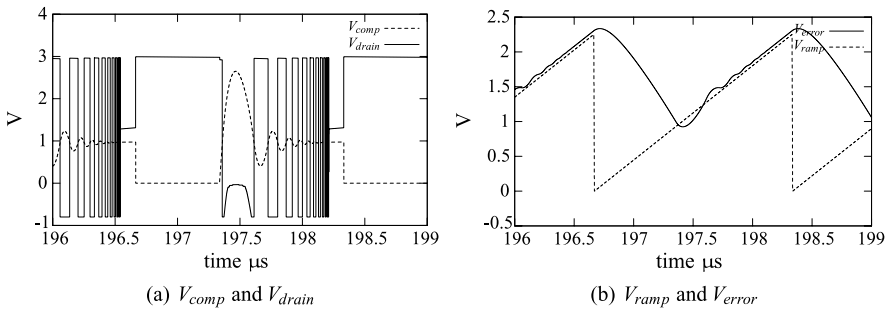 V_comp
V_drain
4
3
2
1
0
-1
V
196 196.5 197 197.5 198 198.5 199
time µs
(a) V_comp and V_drain
V_error
V_ramp
2.5
2
1.5
1
0.5
0
-0.5
V
196 196.5 197 197.5 198 198.5 199
time µs
(b) V_ramp and V_error